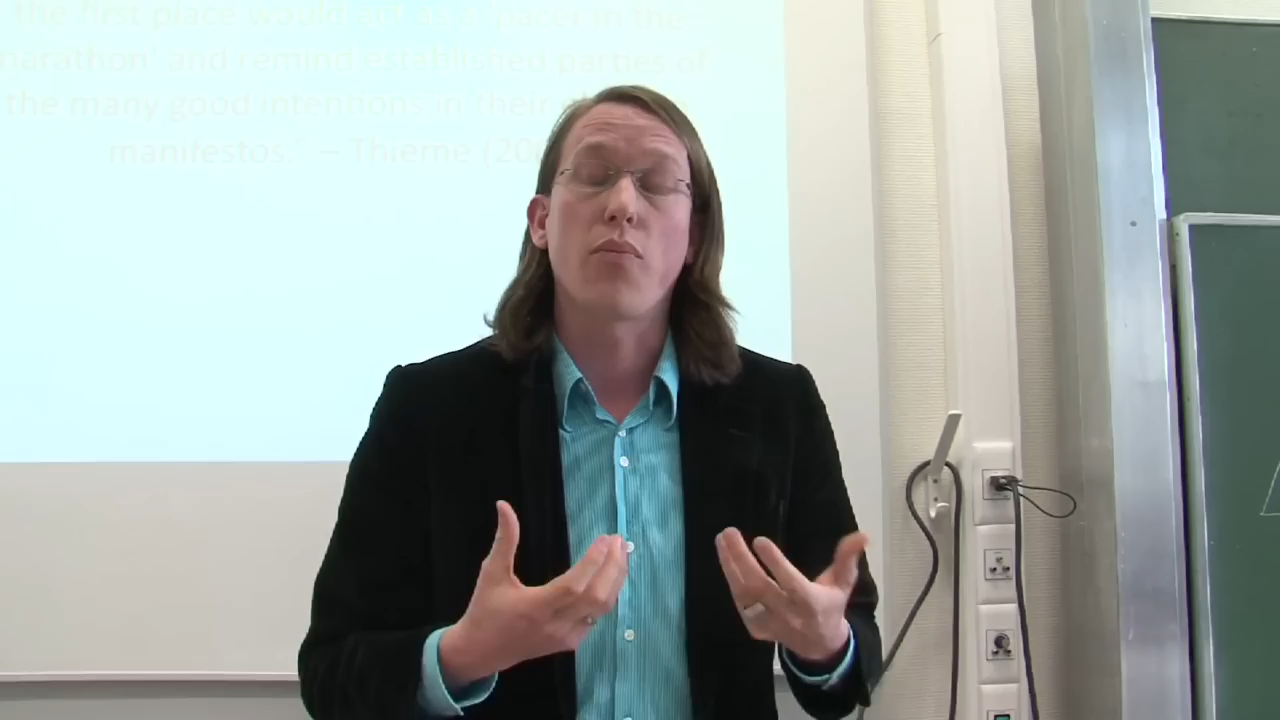 the first place would act as a 'pacer in the
marathon' and remind established parties of
the many good intentions in their
manifestos.' – Thieme (20